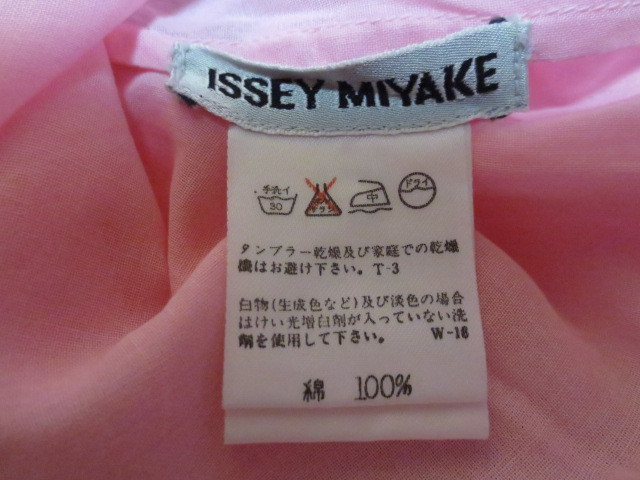 ISSEY MIYAKE
手洗イ
30
エンソサラシ
中
ドライ
タンブラー乾燥及び家庭での乾燥
機はお避け下さい。T-3
白物(生成色など)及び淡色の場合
はけい光増白剤が入っていない洗
剤を使用して下さい。 W-18
綿 100%